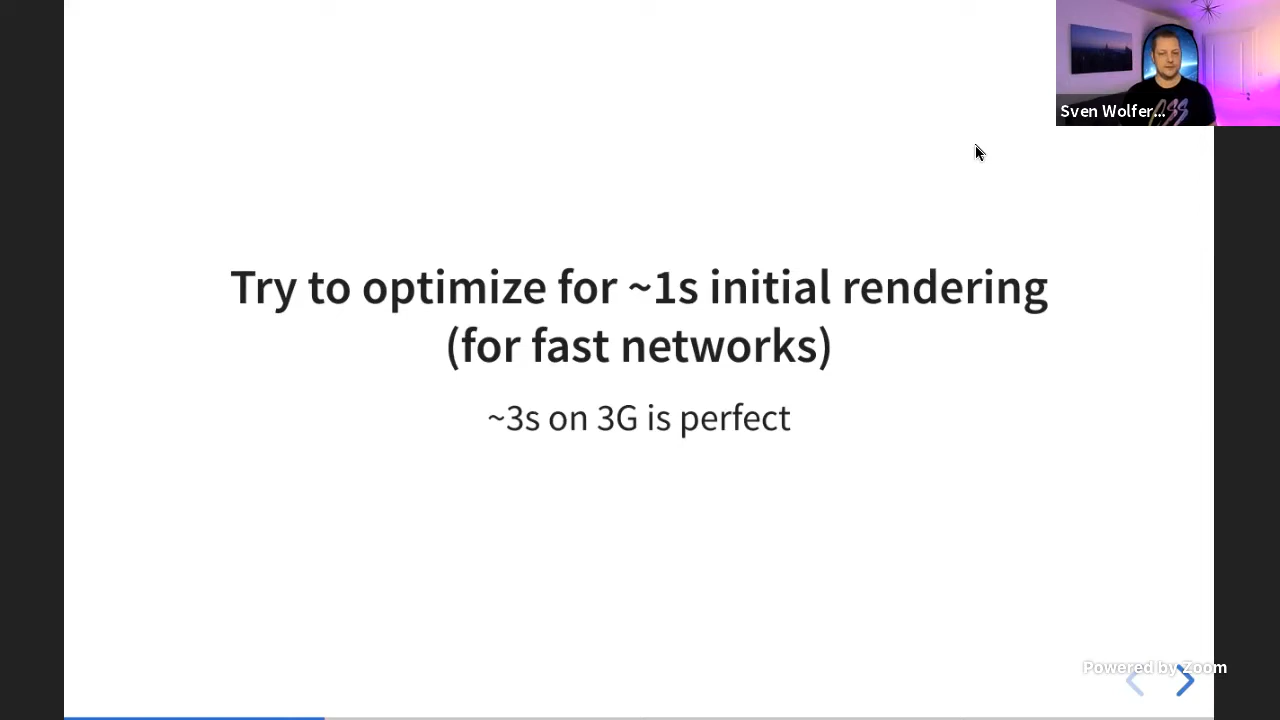 Sven Wolfer...
Try to optimize for ~1s initial rendering
(for fast networks)
~3s on 3G is perfect
Powered by Zoom